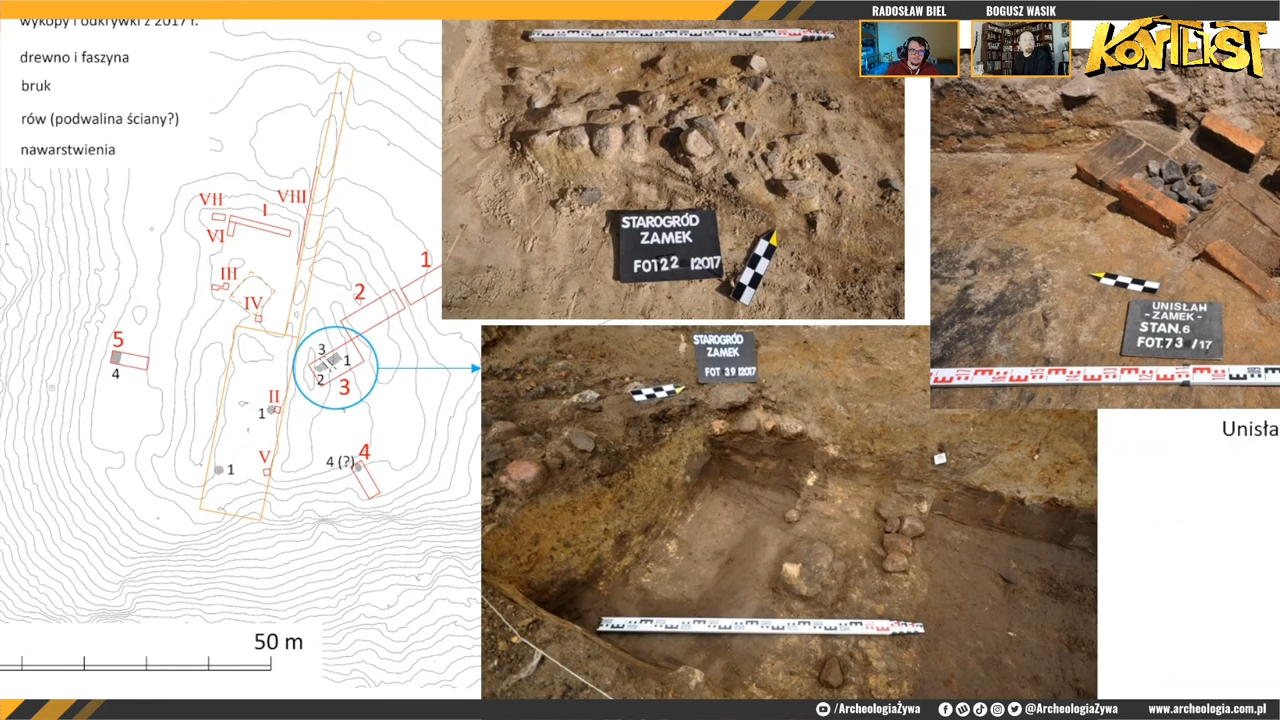 RADOSŁAW BIEL
BOGUSZ WASIK
KONTEKST
wykopy i odkrywki z 2017 r.
drewno i faszyna
bruk
rów (podwalina ściany?)
nawarstwienia
VII
VIII
I
VI
III
IV
1
2
5
4
3
1
2
3
II
1
V
1
4 (?)
4
50 m
STAROGRÓD
ZAMEK
FOT22 /2017
STAROGRÓD
ZAMEK
FOT 39 /2017
UNISŁAW
-ZAMEK-
STAN.6
FOT.73 /17
Unisła
/ArcheologiaŻywa
@ArcheologiaŻywa
www.archeologia.com.pl